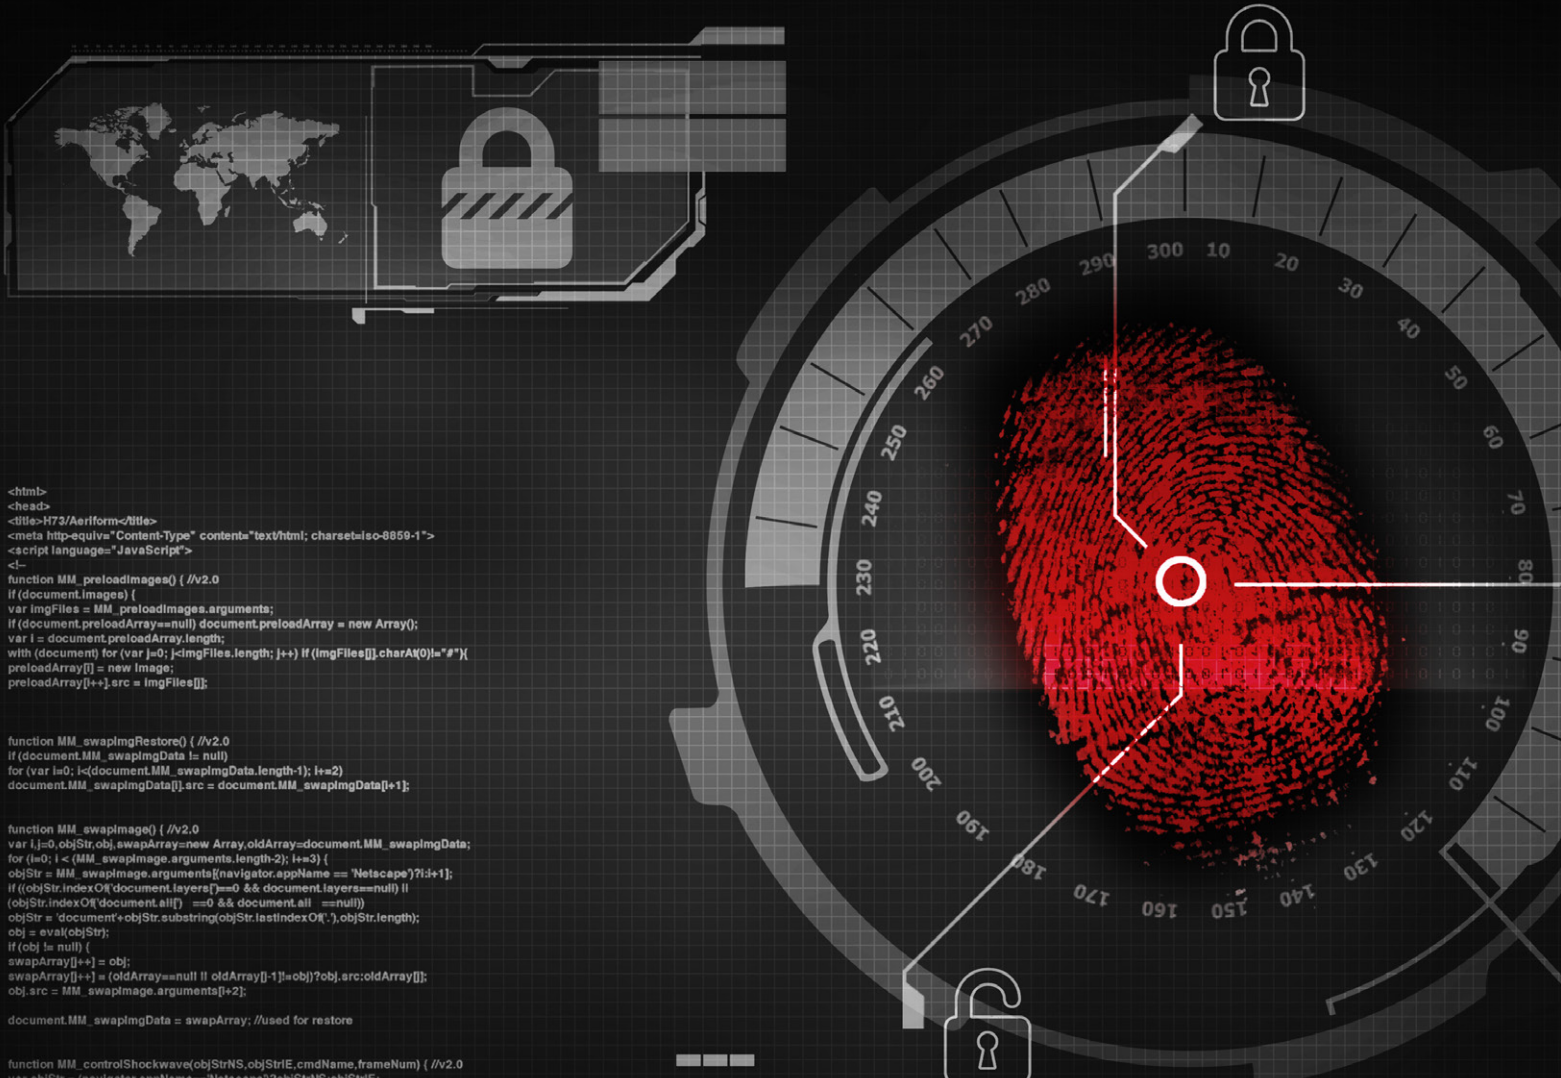 <html>
<head>
<title>H73/Aeriform</title>
<meta http-equiv="Content-Type" content="text/html; charset=iso-8859-1">
<script language="JavaScript">
<!--
function MM_preloadImages() { //v2.0
if (document.images) {
var imgFiles = MM_preloadImages.arguments;
if (document.preloadArray==null) document.preloadArray = new Array();
var i = document.preloadArray.length;
with (document) for (var j=0; j<imgFiles.length; j++) if (imgFiles[j].charAt(0)!="#"){
preloadArray[i] = new Image;
preloadArray[i++].src = imgFiles[j];
function MM_swapImgRestore() { //v2.0
if (document.MM_swapImgData != null)
for (var i=0; i<(document.MM_swapImgData.length-1); i+=2)
document.MM_swapImgData[i].src = document.MM_swapImgData[i+1];
function MM_swapImage() { //v2.0
var i,j=0,objStr,obj,swapArray=new Array,oldArray=document.MM_swapImgData;
for (i=0; i < (MM_swapImage.arguments.length-2); i+=3) {
objStr = MM_swapImage.arguments[(navigator.appName == 'Netscape')?i:i+1];
if ((objStr.indexOf('document.layers[')==0 && document.layers==null) ||
(objStr.indexOf('document.all[') ==0 && document.all ==null))
objStr = 'document'+objStr.substring(objStr.lastIndexOf('.'),objStr.length);
obj = eval(objStr);
if (obj != null) {
swapArray[j++] = obj;
swapArray[j++] = (oldArray==null || oldArray[j-1]!=obj)?obj.src:oldArray[j];
obj.src = MM_swapImage.arguments[i+2];
document.MM_swapImgData = swapArray; //used for restore
function MM_controlShockwave(objStrNS,objStrIE,cmdName,frameNum) { //v2.0
300
10
20
30
40
50
60
70
80
90
100
110
120
130
140
150
160
170
180
190
200
210
220
230
240
250
260
270
280
290